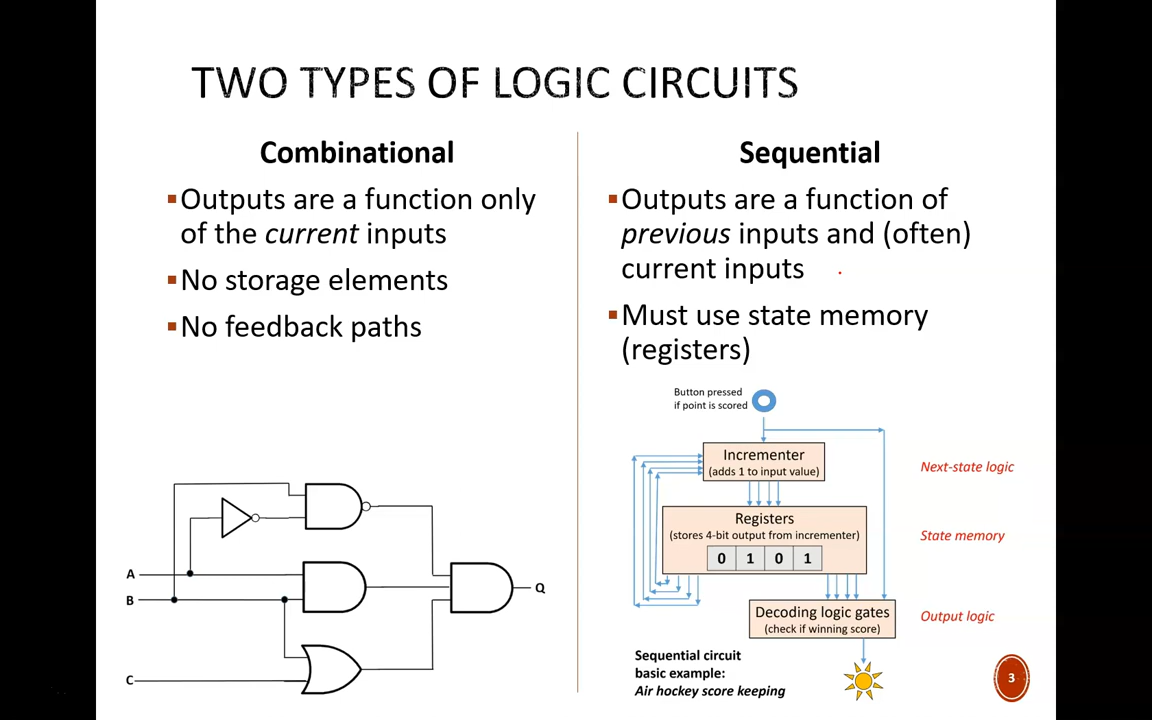 TWO TYPES OF LOGIC CIRCUITS
Combinational
▪Outputs are a function only
of the current inputs
▪No storage elements
▪No feedback paths
A
B
C
Q
Sequential
▪Outputs are a function of
previous inputs and (often)
current inputs
▪Must use state memory
(registers)
Button pressed
if point is scored
Incrementer
(adds 1 to input value)
Next-state logic
Registers
(stores 4-bit output from incrementer)
0 1 0 1
State memory
Decoding logic gates
(check if winning score)
Output logic
Sequential circuit
basic example:
Air hockey score keeping
3